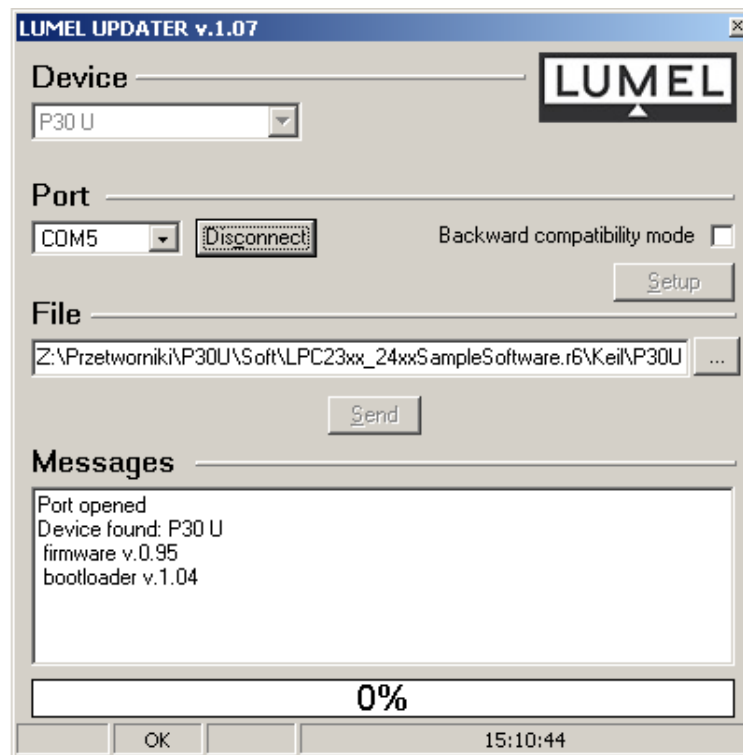 LUMEL UPDATER v.1.07
Device
LUMEL
P30 U
Port
COM5
Disconnect
Backward compatibility mode
Setup
File
Z:\Przetworniki\P30U\Soft\LPC23xx_24xxSampleSoftware.r6\Keil\P30U
...
Send
Messages
Port opened
Device found: P30 U
firmware v.0.95
bootloader v.1.04
0%
OK
15:10:44